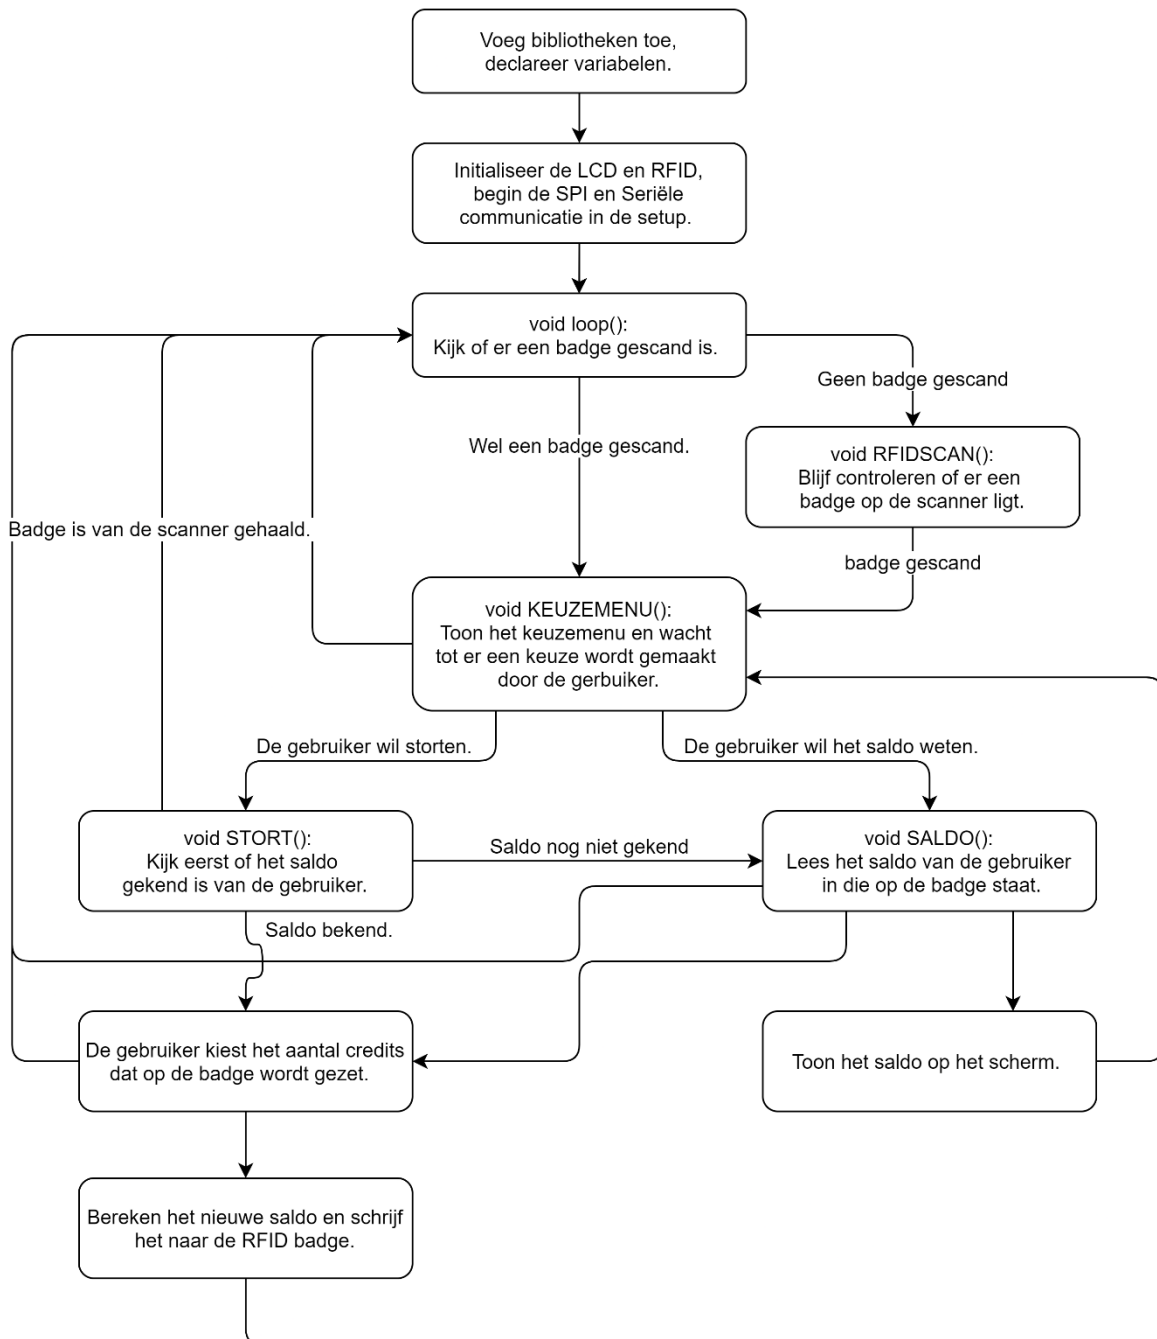 Voeg bibliotheken toe,
declareer variabelen.
Initialiseer de LCD en RFID,
begin de SPI en Seriële
communicatie in de setup.
void loop():
Kijk of er een badge gescand is.
Geen badge gescand
Wel een badge gescand.
void RFIDSCAN():
Blijf controleren of er een
badge op de scanner ligt.
Badge is van de scanner gehaald.
badge gescand
void KEUZEMENU():
Toon het keuzemenu en wacht
tot er een keuze wordt gemaakt
door de gerbuiker.
De gebruiker wil storten.
De gebruiker wil het saldo weten.
void STORT():
Kijk eerst of het saldo
gekend is van de gebruiker.
Saldo nog niet gekend
void SALDO():
Lees het saldo van de gebruiker
in die op de badge staat.
Saldo bekend.
De gebruiker kiest het aantal credits
dat op de badge wordt gezet.
Toon het saldo op het scherm.
Bereken het nieuwe saldo en schrijf
het naar de RFID badge.